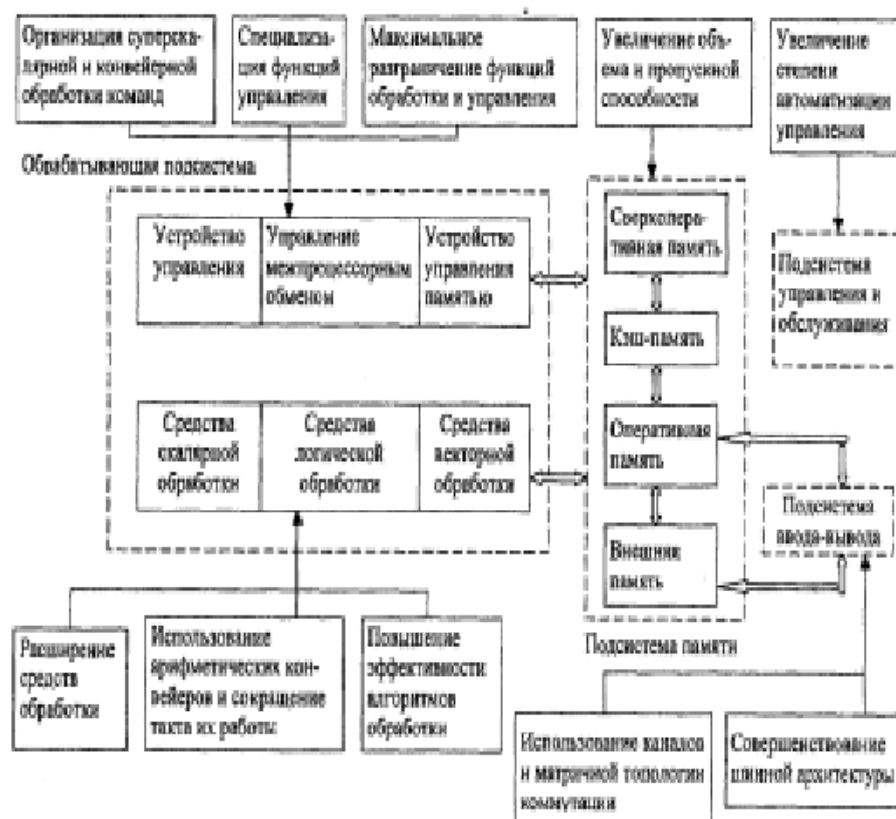 Организация суперска-
лярной и конвейерной
обработки команд
Специализа-
ция функций
управления
Максимальное
разграничение функций
обработки и управления
Увеличение объ-
ема и пропускной
способности
Увеличение
степени
автоматизации
управления
Обрабатывающая подсистема
Устройство
управления
Управление
межпроцессорным
обменом
Устройство
управления
памятью
Сверхопера-
тивная память
Подсистема
управления и
обслуживания
Кэш-память
Средства
скалярной
обработки
Средства
логической
обработки
Средства
векторной
обработки
Оперативная
память
Подсистема
ввода-вывода
Внешняя
память
Расширение
средств
обработки
Использование
арифметических кон-
вейеров и сокращение
такта их работы
Повышение
эффективности
алгоритмов
обработки
Подсистема памяти
Использование каналов
и матричной топологии
коммутации
Совершенствование
шинной архитектуры